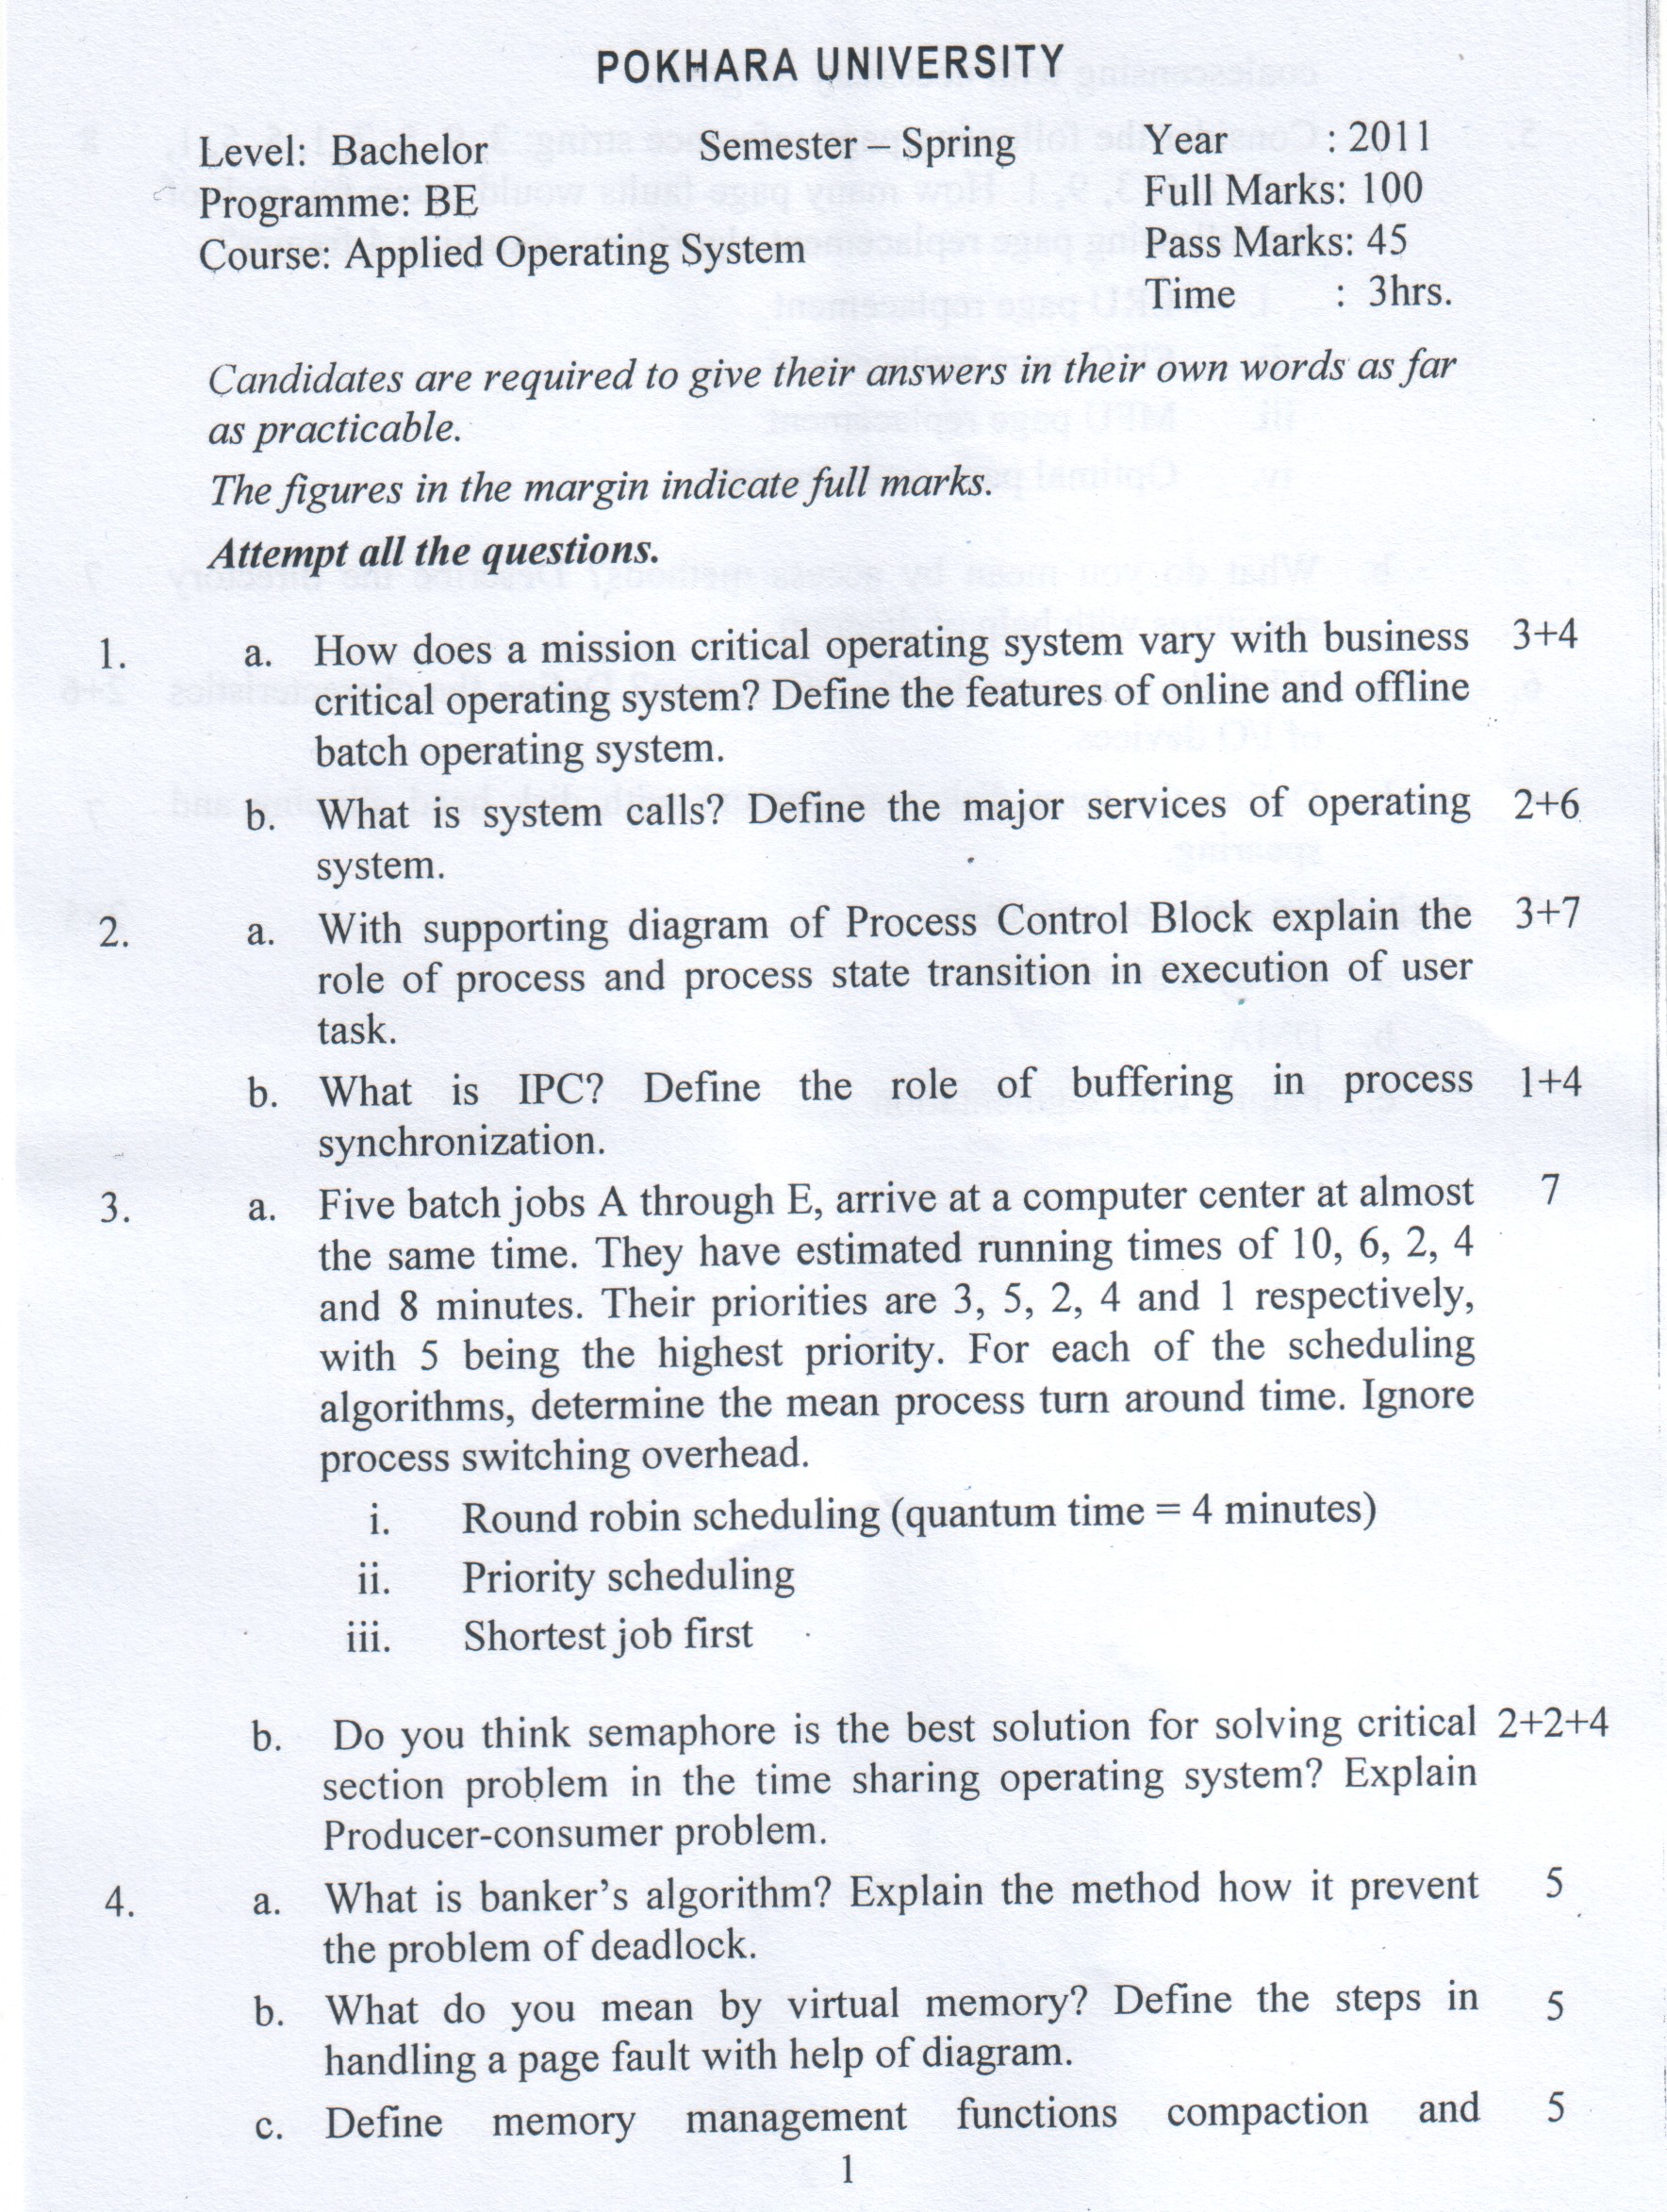 POKHARA UNIVERSITY
Level: Bachelor Semester – Spring Year : 2011
Programme: BE Full Marks: 100
Course: Applied Operating System Pass Marks: 45
Time : 3hrs.
Candidates are required to give their answers in their own words as far
as practicable.
The figures in the margin indicate full marks.
Attempt all the questions.
1. a. How does a mission critical operating system vary with business 3+4
critical operating system? Define the features of online and offline
batch operating system.
b. What is system calls? Define the major services of operating 2+6
system.
2. a. With supporting diagram of Process Control Block explain the 3+7
role of process and process state transition in execution of user
task.
b. What is IPC? Define the role of buffering in process 1+4
synchronization.
3. a. Five batch jobs A through E, arrive at a computer center at almost 7
the same time. They have estimated running times of 10, 6, 2, 4
and 8 minutes. Their priorities are 3, 5, 2, 4 and 1 respectively,
with 5 being the highest priority. For each of the scheduling
algorithms, determine the mean process turn around time. Ignore
process switching overhead.
i. Round robin scheduling (quantum time = 4 minutes)
ii. Priority scheduling
iii. Shortest job first
b. Do you think semaphore is the best solution for solving critical 2+2+4
section problem in the time sharing operating system? Explain
Producer-consumer problem.
4. a. What is banker's algorithm? Explain the method how it prevent 5
the problem of deadlock.
b. What do you mean by virtual memory? Define the steps in 5
handling a page fault with help of diagram.
c. Define memory management functions compaction and 5
1